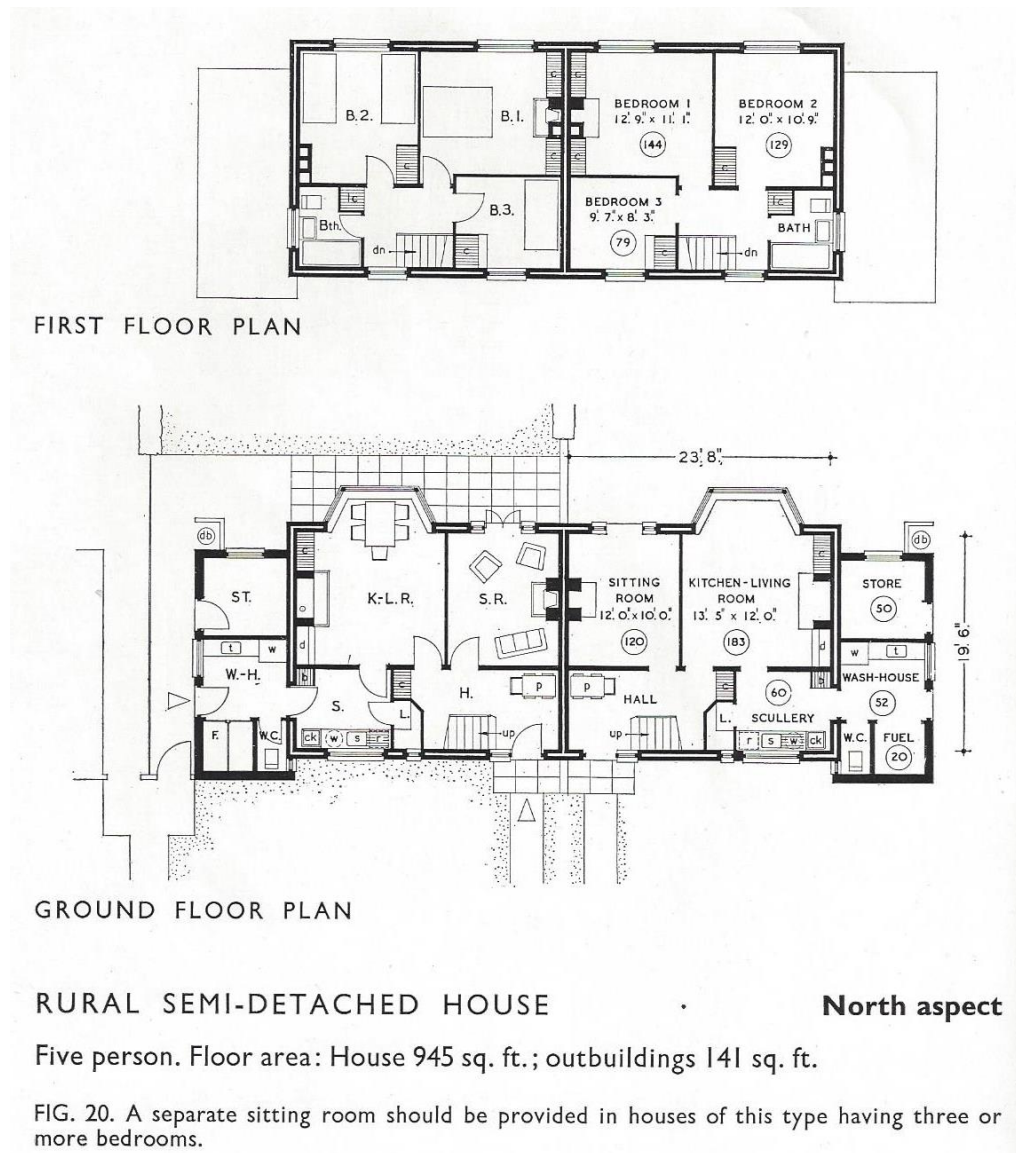 B.2.
B.1.
c
c
c
c
c
c
BEDROOM 1
12'. 9". x 11'. 1".
144
BEDROOM 2
12'. 0". x 10'. 9".
129
Bth.
lc
dn
B.3.
c
BEDROOM 3
9'. 7". x 8'. 3".
79
c
dn
lc
BATH
FIRST FLOOR PLAN
23'. 8".
db
db
ST.
c
K.-L.R.
S.R.
SITTING
ROOM
12'. 0". x 10'. 0".
120
KITCHEN-LIVING
ROOM
13'. 5" x 12'. 0".
183
c
STORE
50
19'. 6".
d
d
t
w
W.-H.
b
S.
c
L.
H.
p
p
HALL
c
L.
60
SCULLERY
b
w
t
WASH-HOUSE
52
F.
W.C.
ck
w
s
r
up
up
r
s
w
ck
W.C.
FUEL
20
GROUND FLOOR PLAN
RURAL SEMI-DETACHED HOUSE
North aspect
Five person. Floor area: House 945 sq. ft.; outbuildings 141 sq. ft.
FIG. 20. A separate sitting room should be provided in houses of this type having three or
more bedrooms.